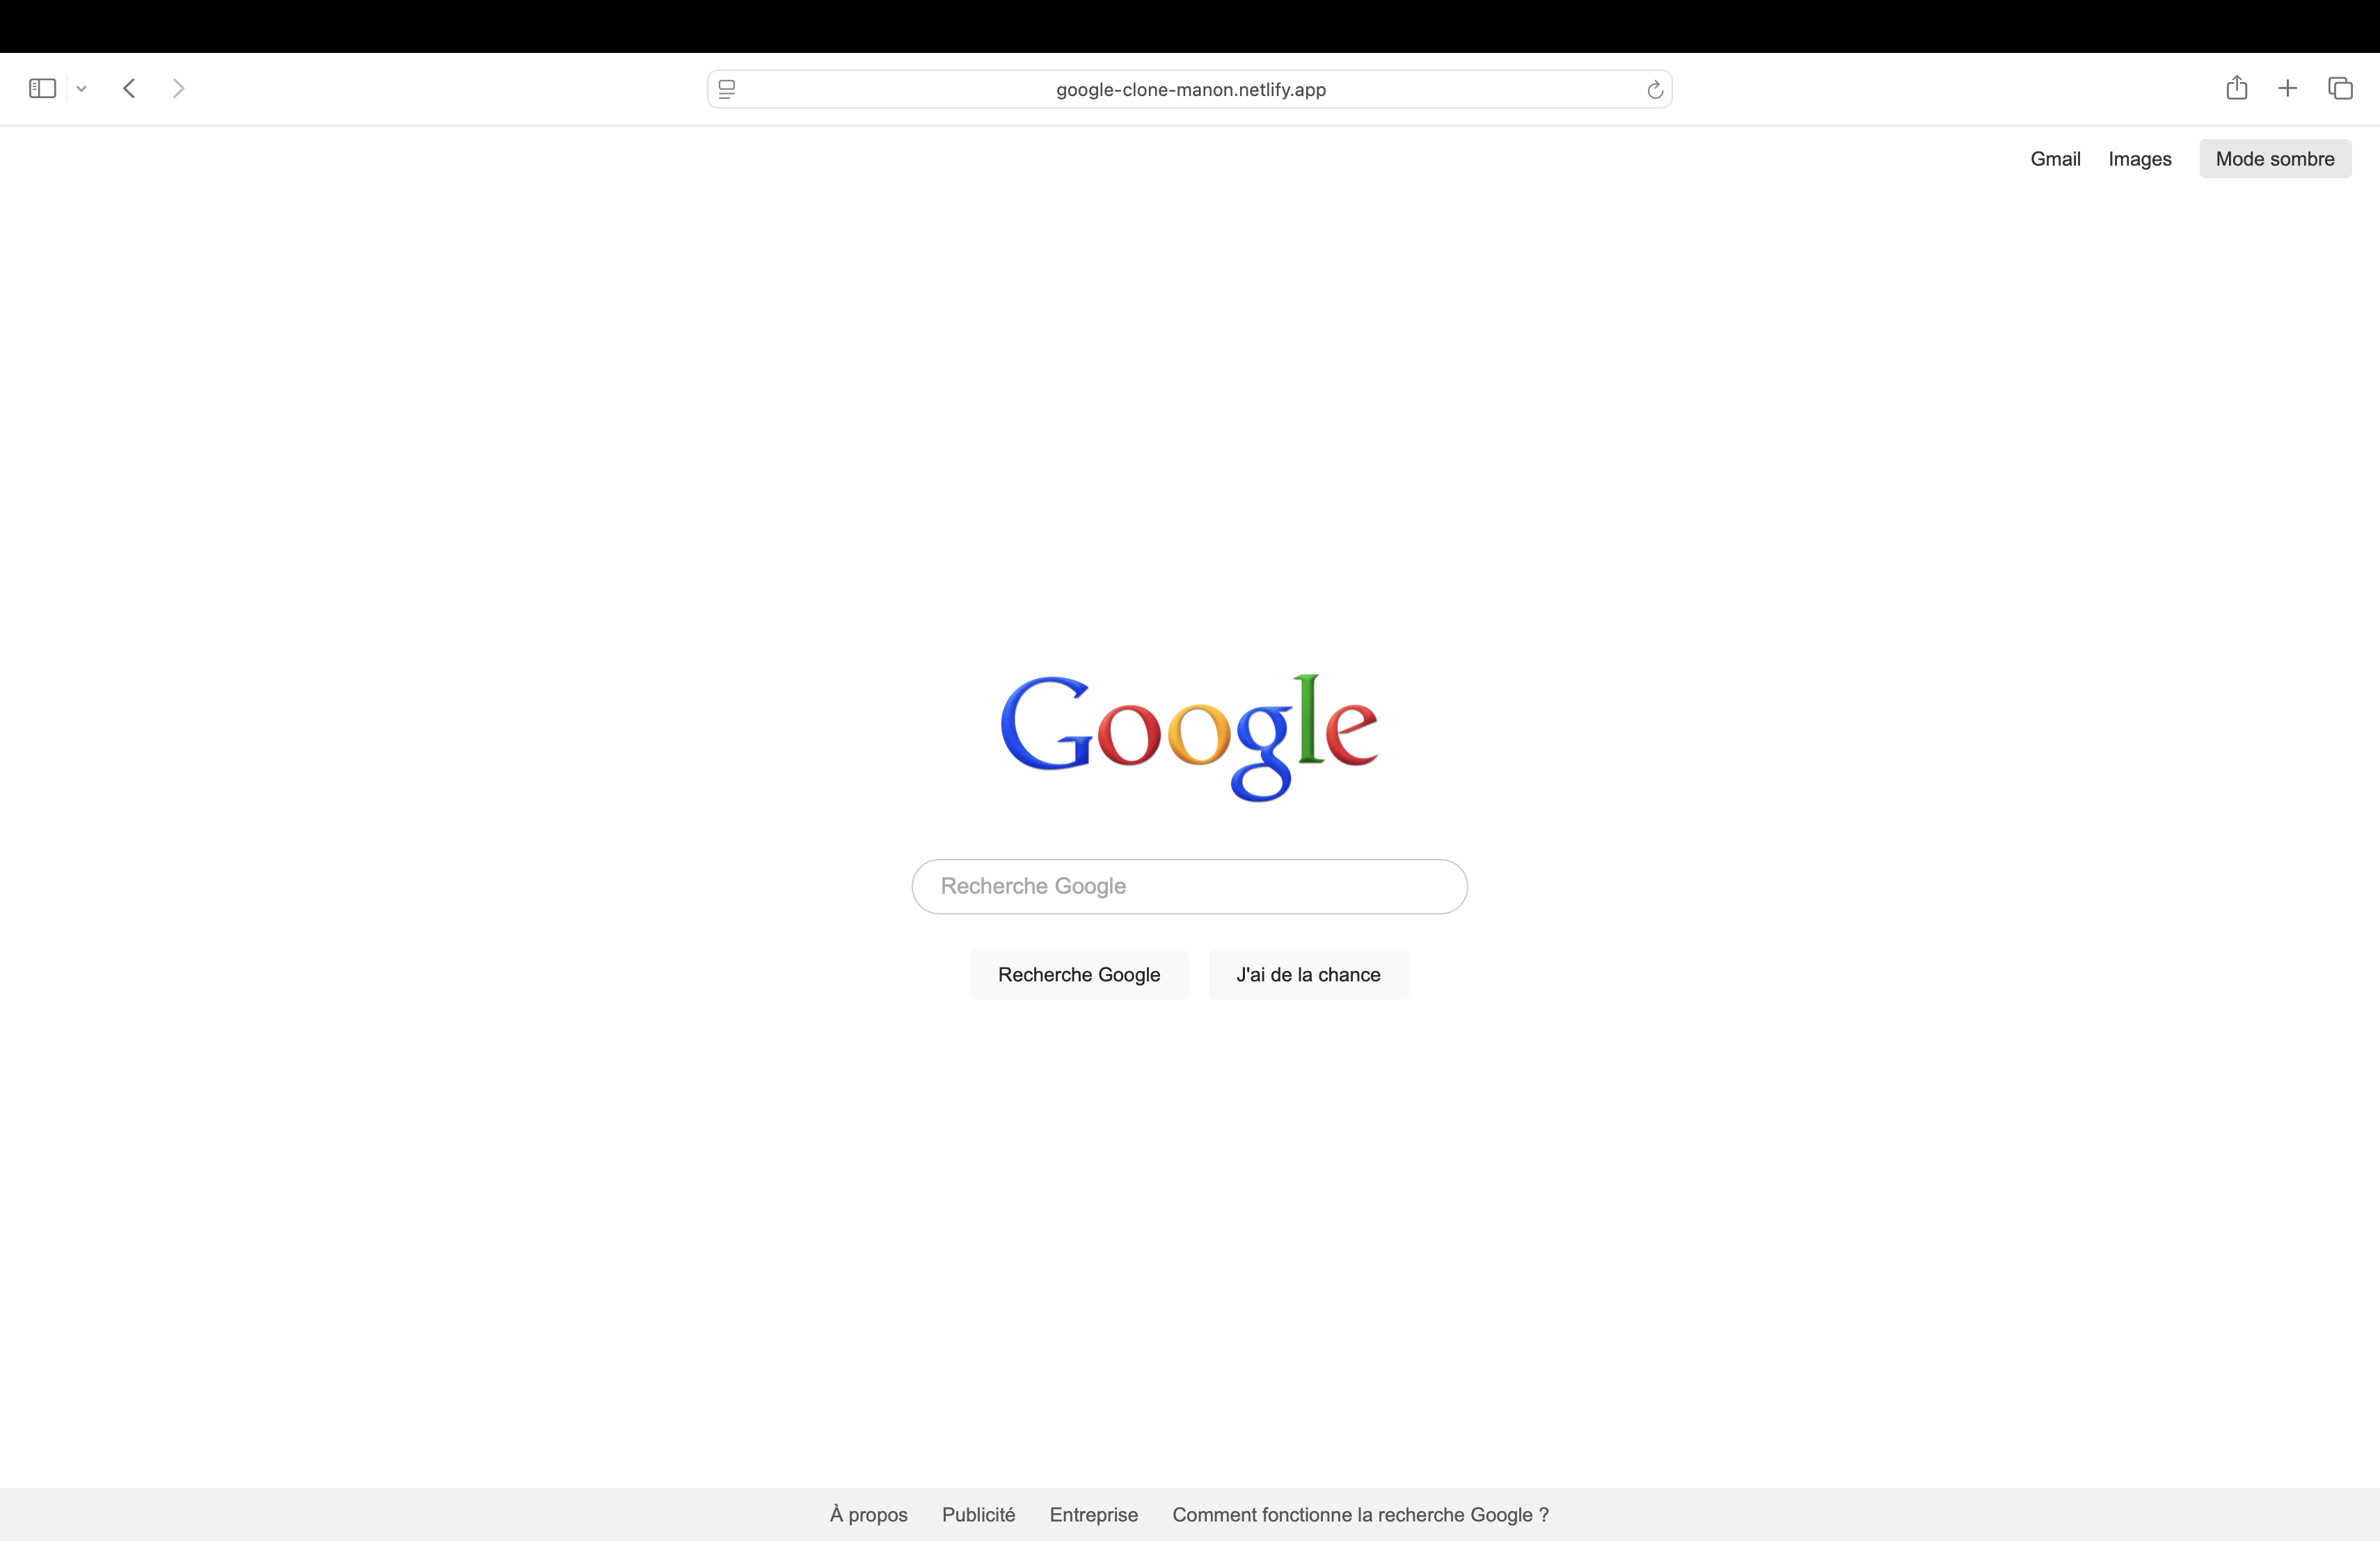 google-clone-manon.netlify.app
Gmail Images Mode sombre
Google
Recherche Google
Recherche Google J'ai de la chance
À propos Publicité Entreprise Comment fonctionne la recherche Google ?